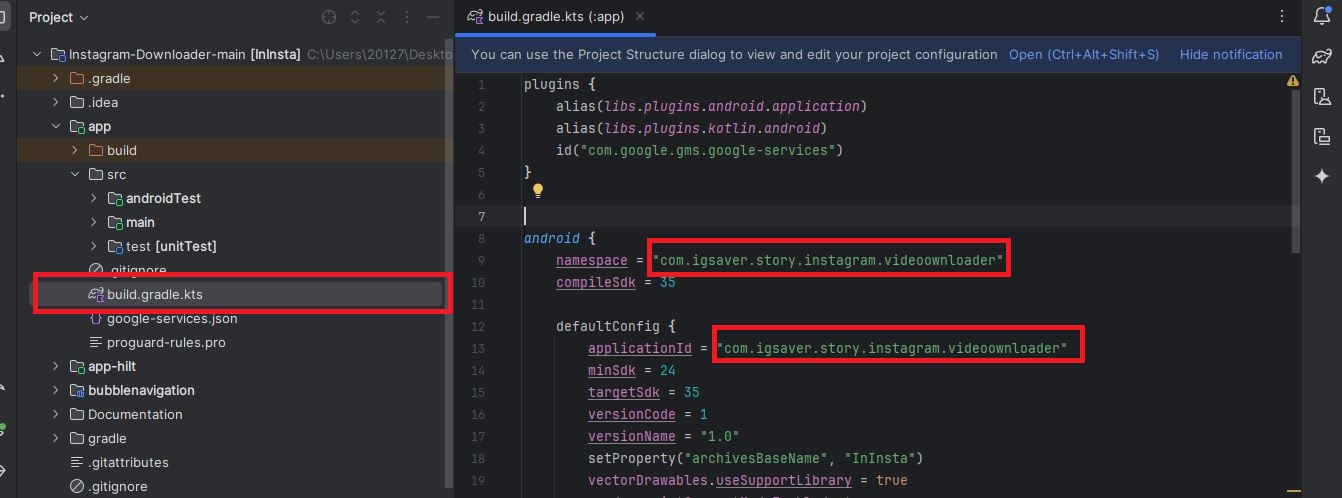 Project
Instagram-Downloader-main [InInsta] C:\Users\20127\Deskto
.gradle
.idea
app
build
src
androidTest
main
test [unitTest]
.gitignore
build.gradle.kts
google-services.json
proguard-rules.pro
app-hilt
bubblenavigation
Documentation
gradle
.gitattributes
.gitignore
build.gradle.kts (:app)
You can use the Project Structure dialog to view and edit your project configuration Open (Ctrl+Alt+Shift+S) Hide notification
1 plugins {
2 alias(libs.plugins.android.application)
3 alias(libs.plugins.kotlin.android)
4 id("com.google.gms.google-services")
5 }
6
7
8 android {
9 namespace = "com.igsaver.story.instagram.videoownloader"
10 compileSdk = 35
11
12 defaultConfig {
13 applicationId = "com.igsaver.story.instagram.videoownloader"
14 minSdk = 24
15 targetSdk = 35
16 versionCode = 1
17 versionName = "1.0"
18 setProperty("archivesBaseName", "InInsta")
19 vectorDrawables.useSupportLibrary = true